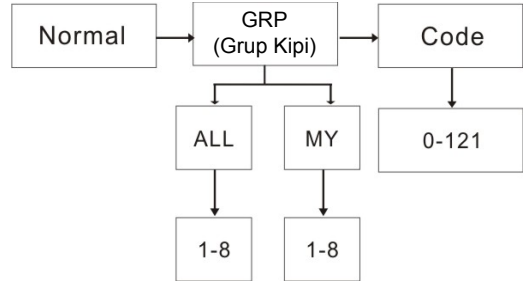 Normal
GRP
(Grup Kipi)
Code
ALL
MY
0-121
1-8
1-8